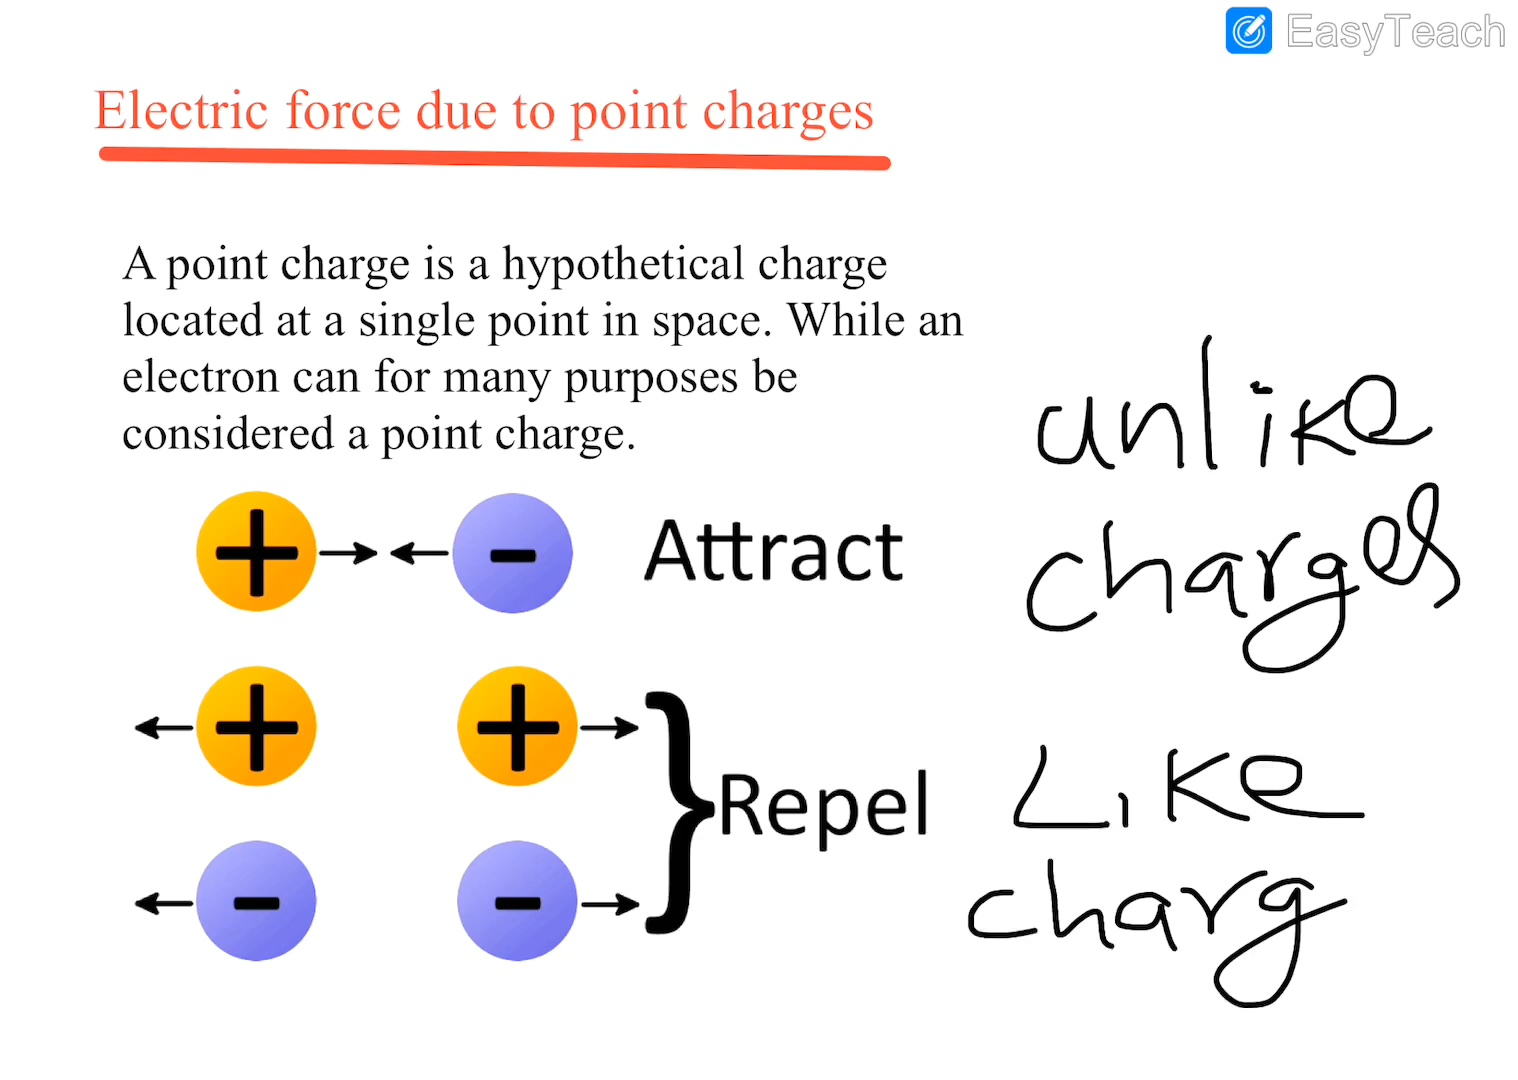 EasyTeach
Electric force due to point charges
A point charge is a hypothetical charge
located at a single point in space. While an
electron can for many purposes be
considered a point charge.
unlike
charges
+ - Attract
+ +
Repel
Like
charg
- -